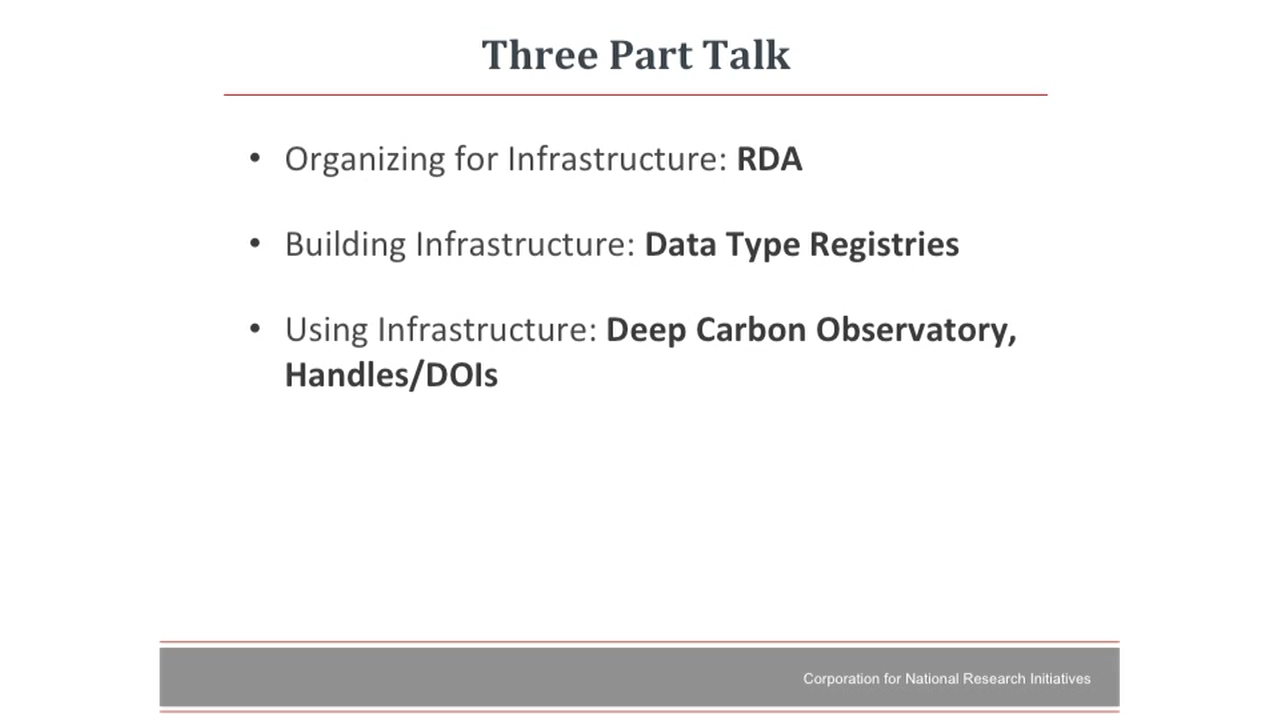 Three Part Talk
• Organizing for Infrastructure: RDA
• Building Infrastructure: Data Type Registries
• Using Infrastructure: Deep Carbon Observatory,
Handles/DOIs
Corporation for National Research Initiatives